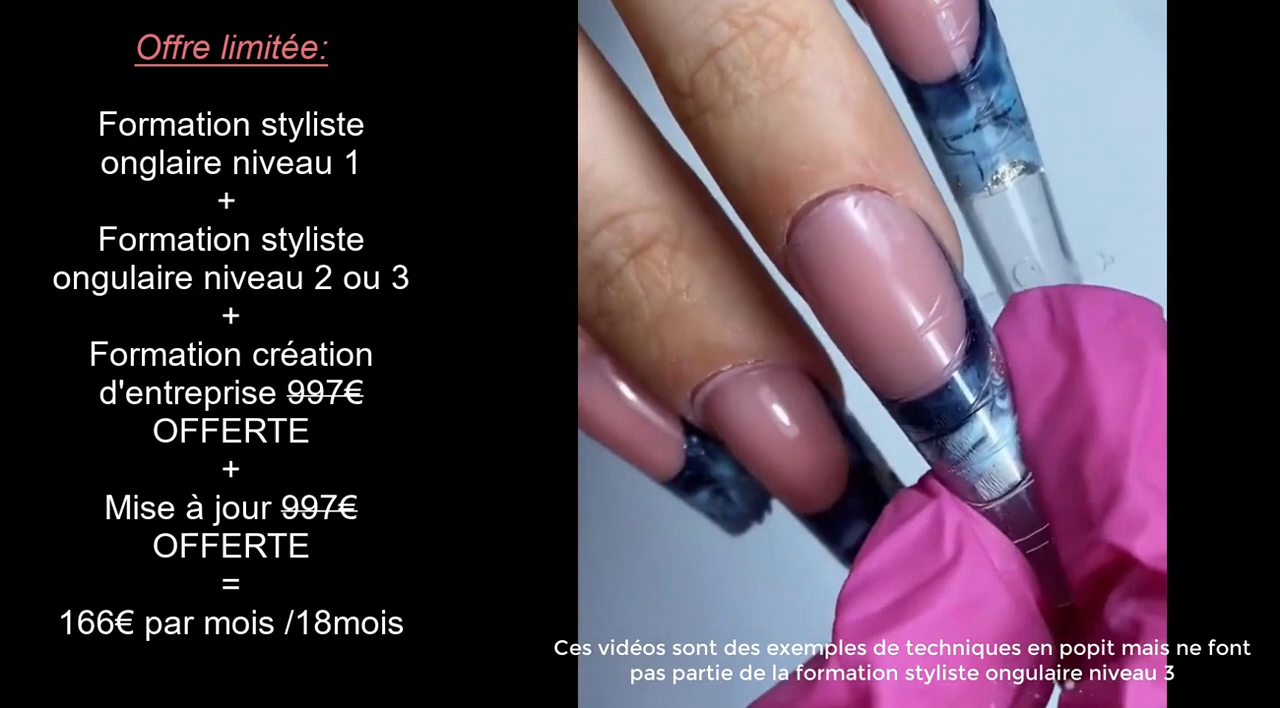 Offre limitée:
Formation styliste
onglaire niveau 1
+
Formation styliste
ongulaire niveau 2 ou 3
+
Formation création
d'entreprise 997€
OFFERTE
+
Mise à jour 997€
OFFERTE
=
166€ par mois /18mois
Ces vidéos sont des exemples de techniques en popit mais ne font
pas partie de la formation styliste ongulaire niveau 3